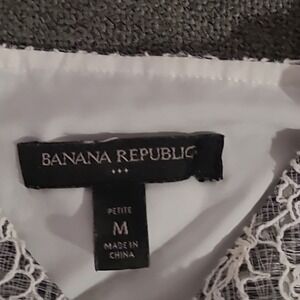 BANANA REPUBLIC
PETITE
M
MADE IN
CHINA